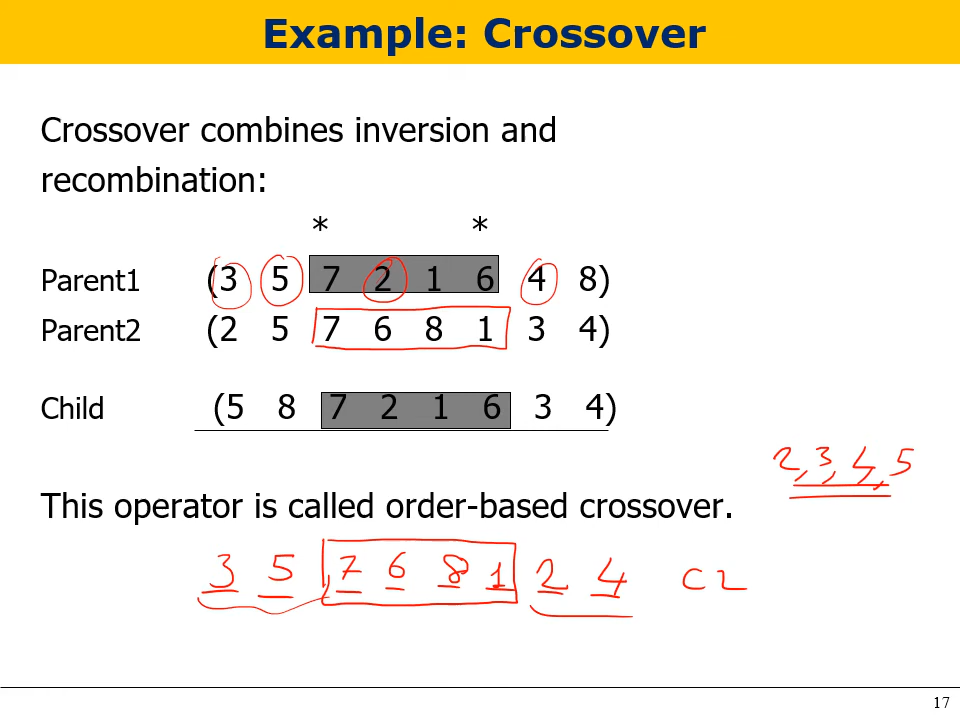 Example: Crossover
Crossover combines inversion and
recombination:
* *
Parent1 (3 5 7 2 1 6 4 8)
Parent2 (2 5 7 6 8 1 3 4)
Child (5 8 7 2 1 6 3 4)
2, 3, 4, 5
This operator is called order-based crossover.
3 5 7 6 8 1 2 4 C2
17